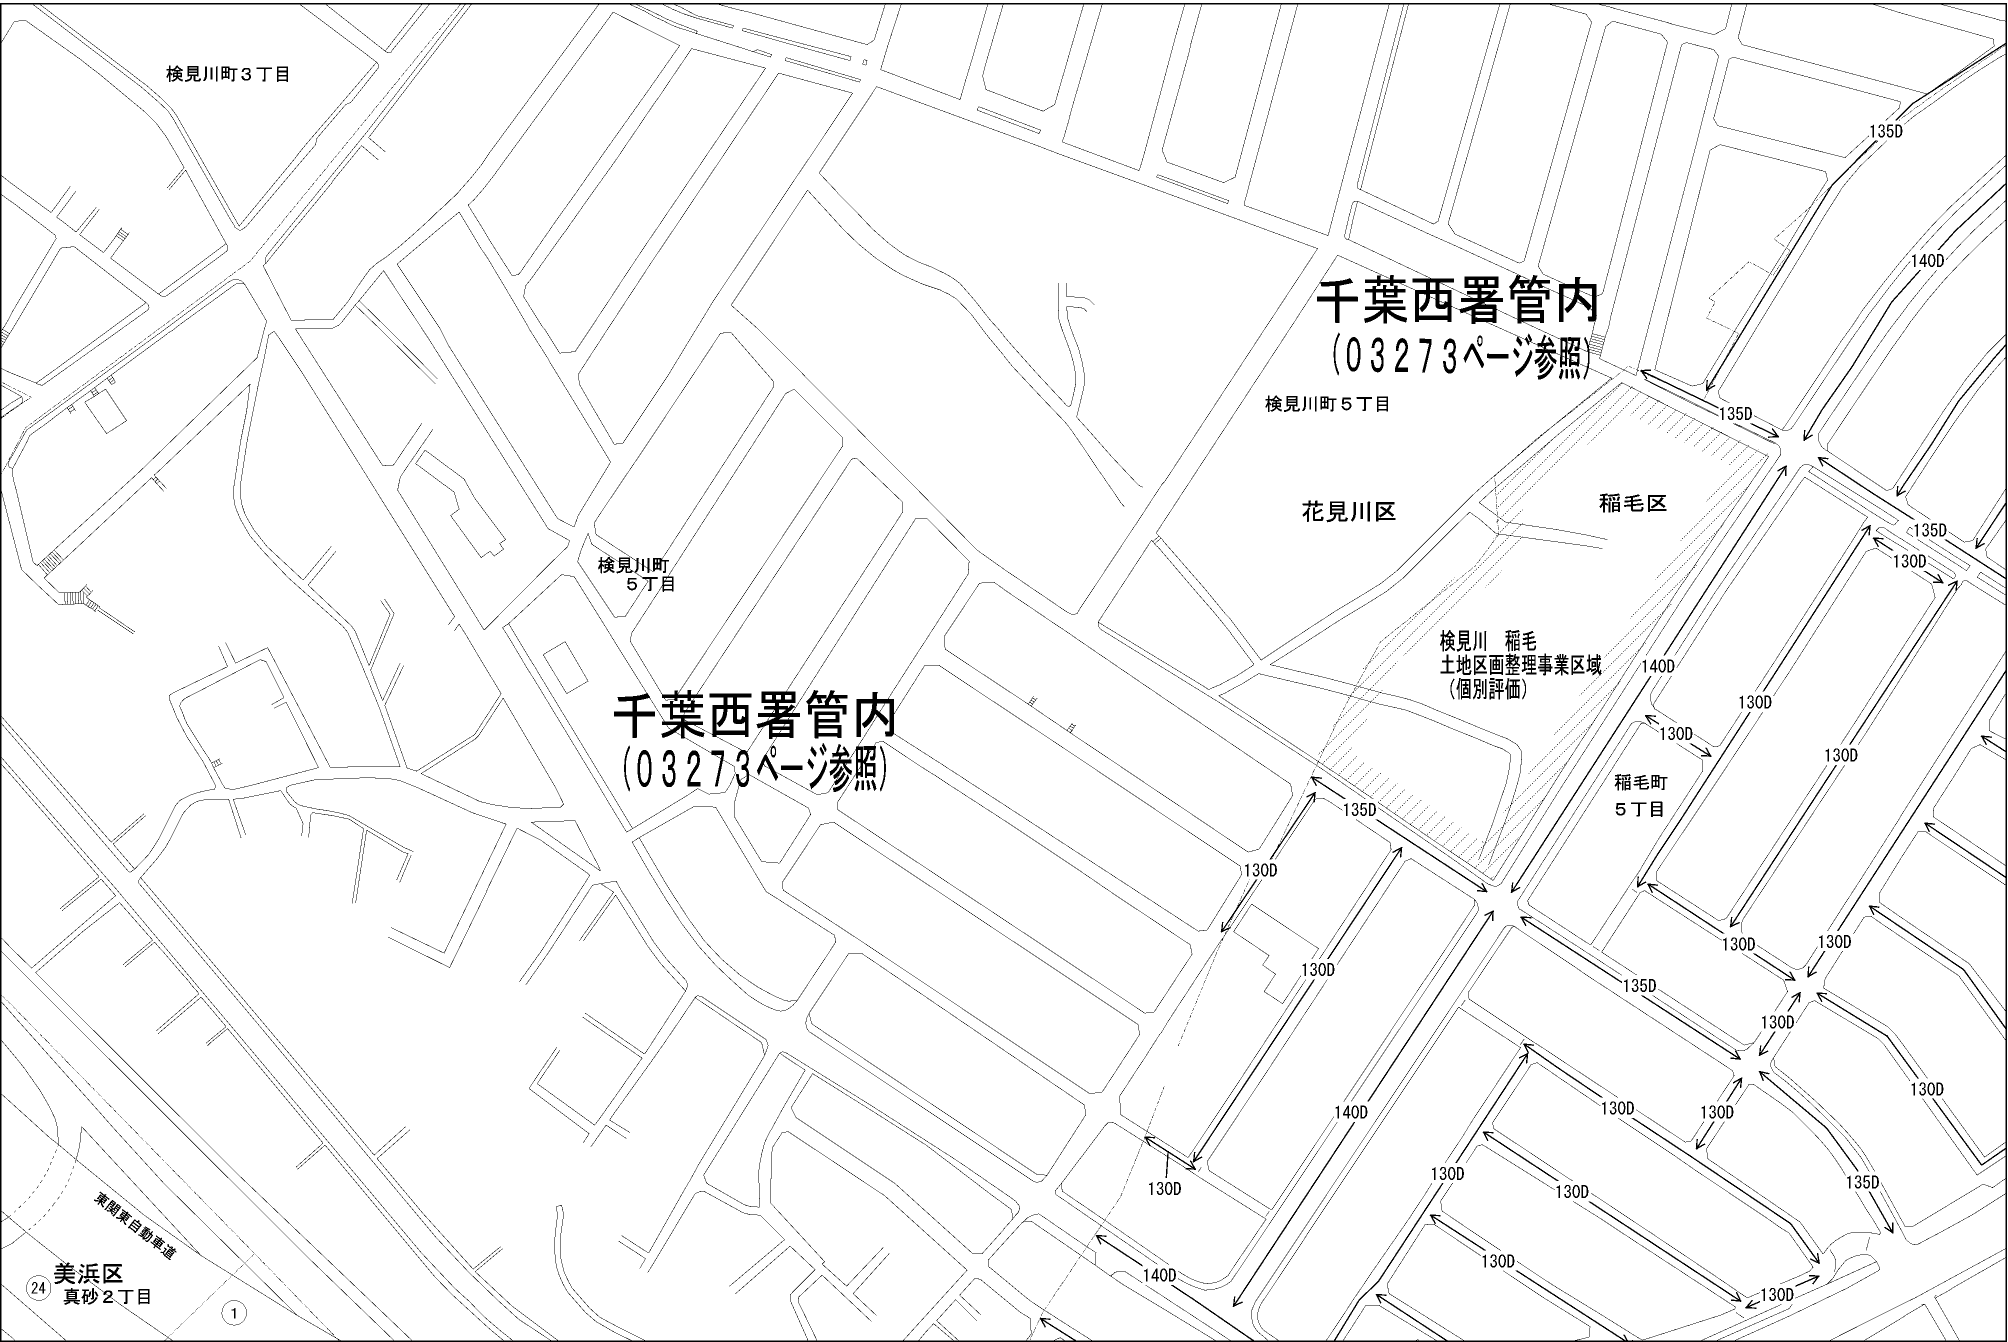 検見川町３丁目
135D
140D
千葉西署管内
（０３２７３ページ参照）
検見川町５丁目
135D
花見川区
稲毛区
135D
130D
検見川町
５丁目
検見川　稲毛
土地区画整理事業区域
（個別評価）
140D
130D
130D
130D
千葉西署管内
（０３２７３ページ参照）
稲毛町
５丁目
135D
130D
130D
130D
130D
135D
130D
130D
140D
130D
130D
130D
130D
130D
130D
135D
東関東自動車道
美浜区
真砂２丁目
24
1
140D
130D
130D